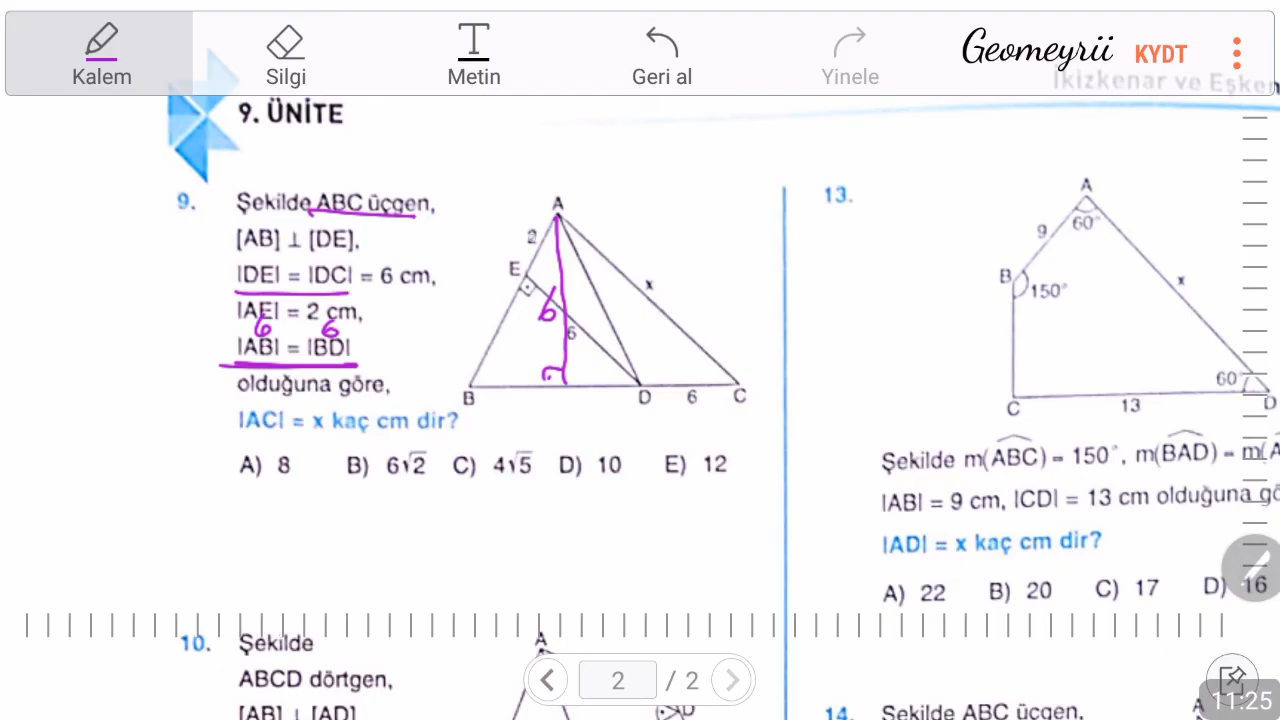 Kalem
Silgi
Metin
Geri al
Yinele
Geomeyrii KYDT
İkizkenar ve Eşken
9. ÜNİTE
9. Şekilde ABC üçgen,
[AB] ⊥ [DE],
|DE| = |DC| = 6 cm,
|AE| = 2 cm,
6 6
|AB| = |BD|
olduğuna göre,
|AC| = x kaç cm dir?
A) 8 B) 6√2 C) 4√5 D) 10 E) 12
A
2
E
x
6
6
B D 6 C
13.
A
60°
9
B
150°
x
60°
C 13 D
Şekilde m(ABC) = 150°, m(BAD) = m(A
|AB| = 9 cm, |CD| = 13 cm olduğuna gö
|AD| = x kaç cm dir?
A) 22 B) 20 C) 17 D) 16
10. Şekilde
ABCD dörtgen,
[AB] ⊥ [AD]
A
D
2 / 2
14. Şekilde ABC üçgen,
A
11:25